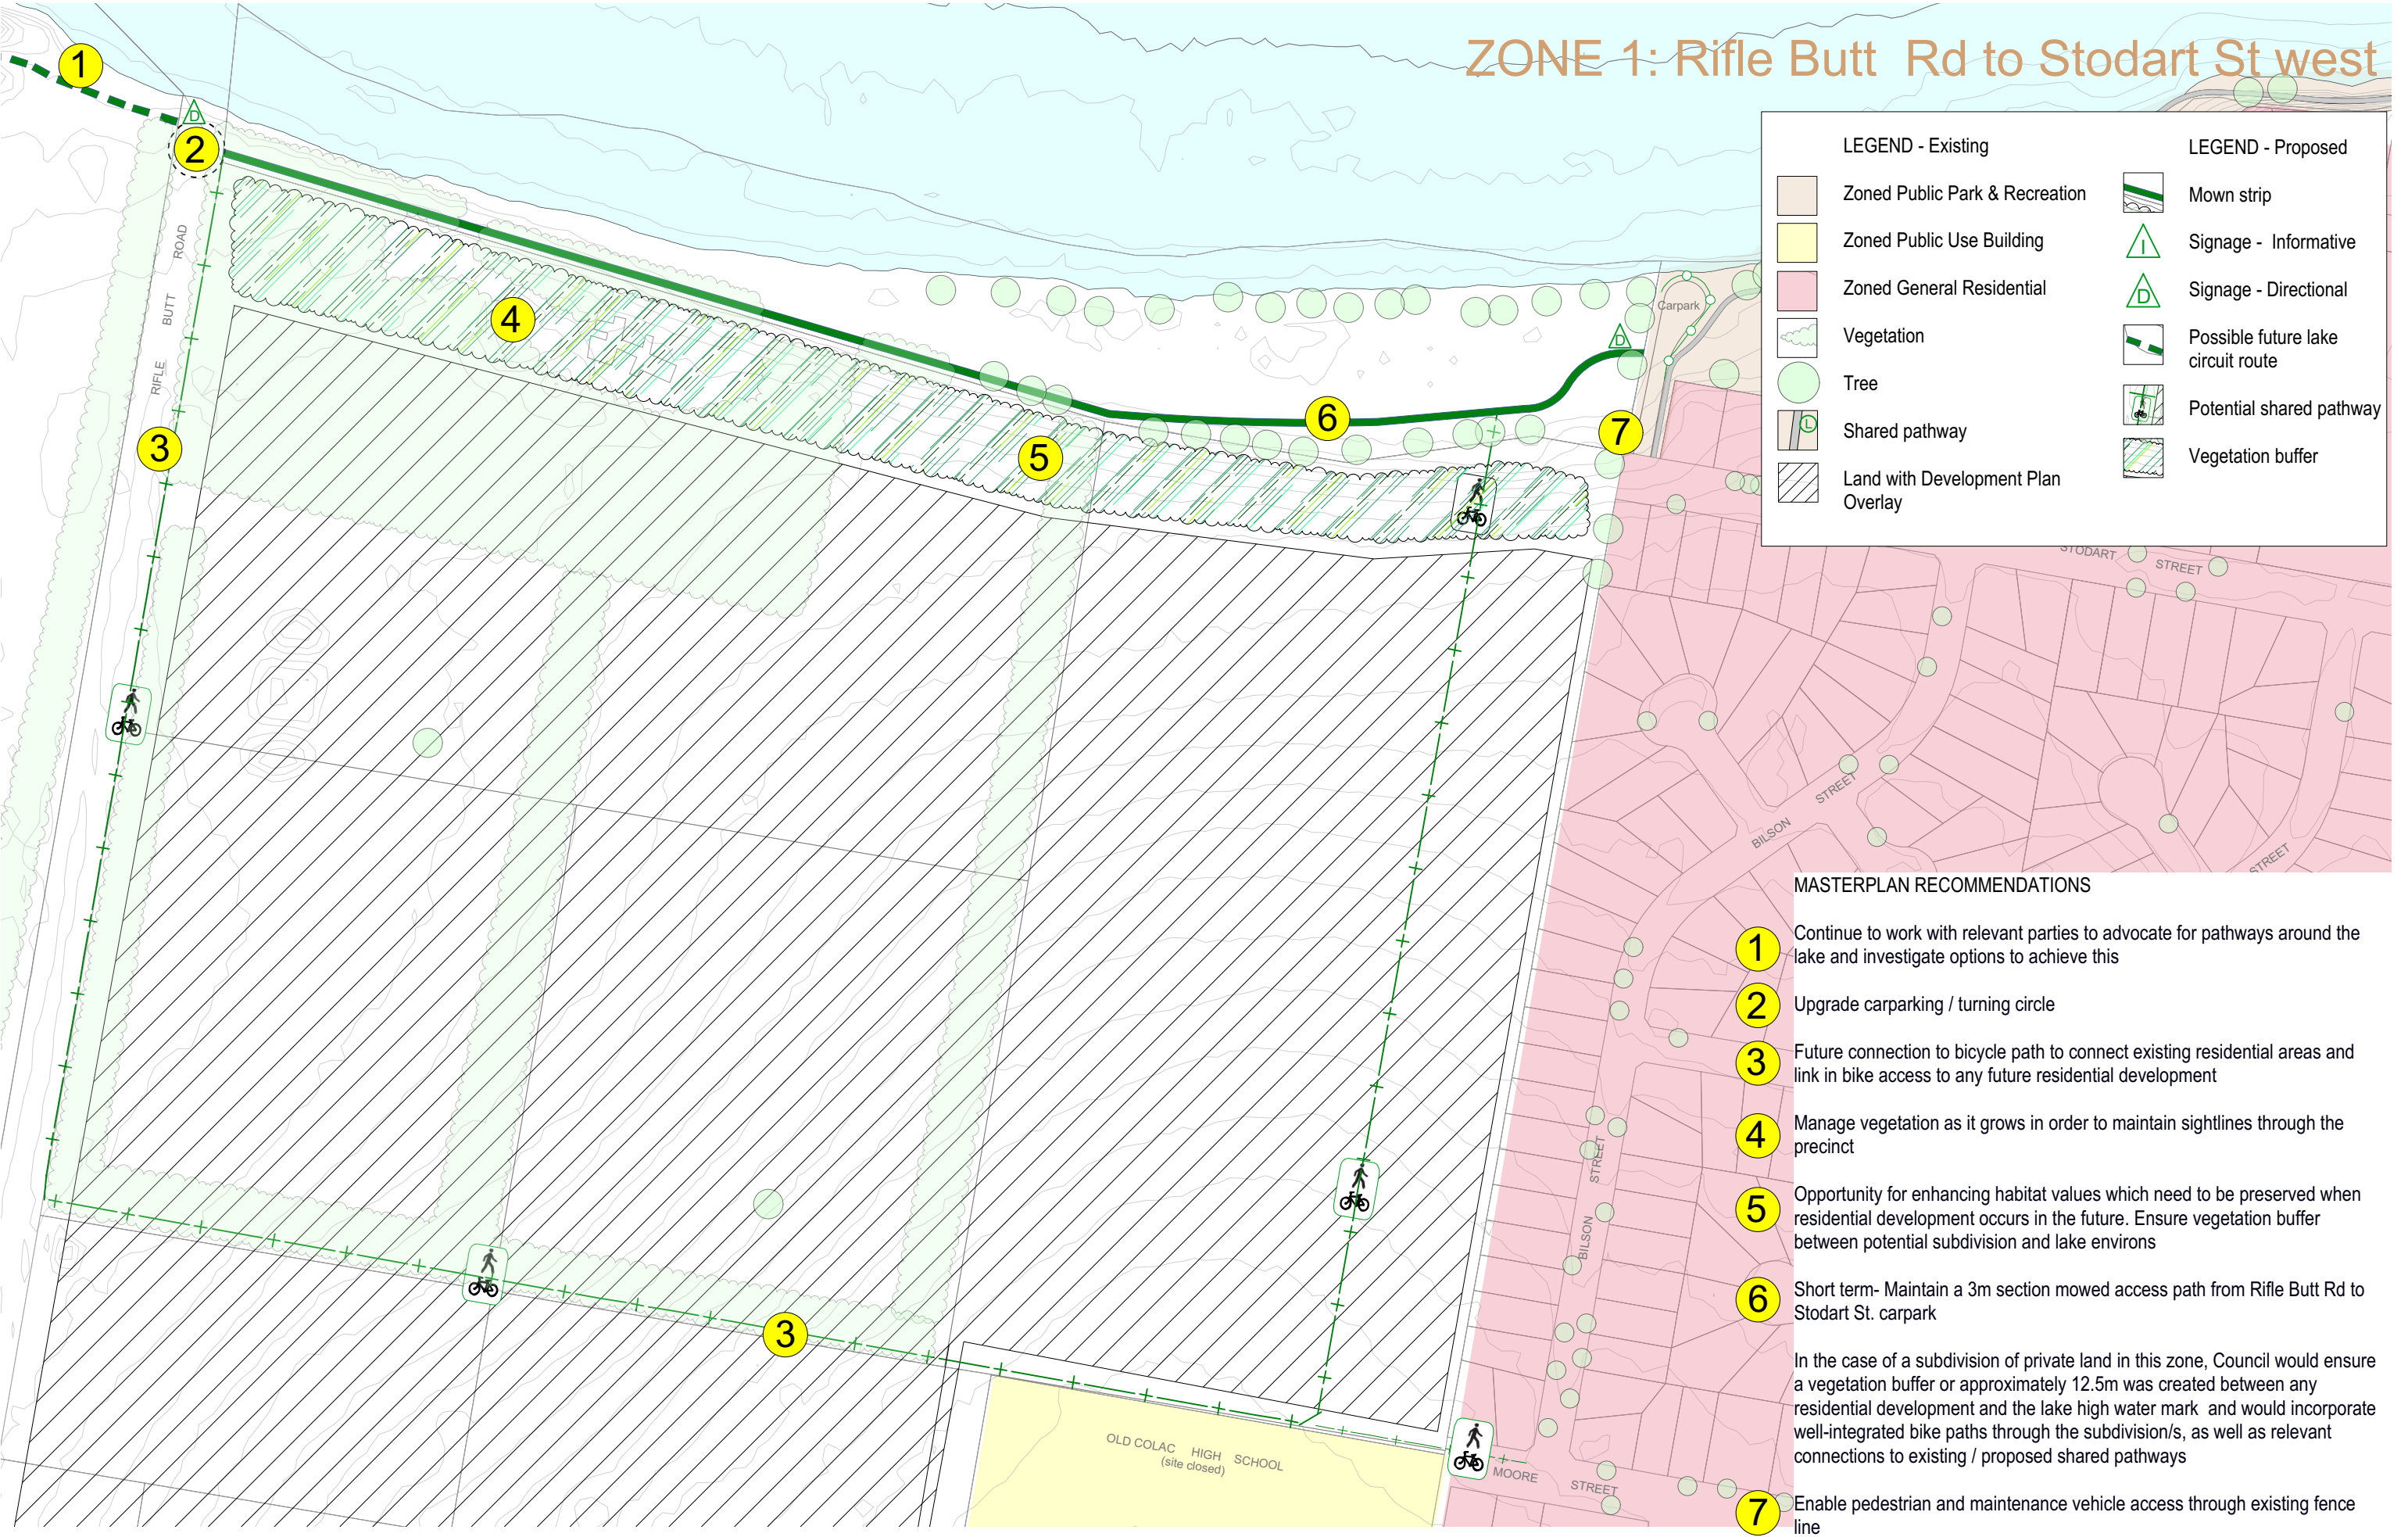 ZONE 1: Rifle Butt Rd to Stodart St west
1
D
2
LEGEND - Existing
Zoned Public Park & Recreation
Zoned Public Use Building
Zoned General Residential
Vegetation
Tree
L
Shared pathway
Land with Development Plan
Overlay
LEGEND - Proposed
Mown strip
I
Signage - Informative
D
Signage - Directional
Possible future lake
circuit route
Potential shared pathway
Vegetation buffer
RIFLE BUTT ROAD
Carpark
D
4
6
7
3
5
STODART STREET
BILSON STREET
STREET
BILSON STREET
3
OLD COLAC HIGH SCHOOL
(site closed)
MOORE STREET
MASTERPLAN RECOMMENDATIONS
1
Continue to work with relevant parties to advocate for pathways around the
lake and investigate options to achieve this
2
Upgrade carparking / turning circle
3
Future connection to bicycle path to connect existing residential areas and
link in bike access to any future residential development
4
Manage vegetation as it grows in order to maintain sightlines through the
precinct
5
Opportunity for enhancing habitat values which need to be preserved when
residential development occurs in the future. Ensure vegetation buffer
between potential subdivision and lake environs
6
Short term- Maintain a 3m section mowed access path from Rifle Butt Rd to
Stodart St. carpark
In the case of a subdivision of private land in this zone, Council would ensure
a vegetation buffer or approximately 12.5m was created between any
residential development and the lake high water mark and would incorporate
well-integrated bike paths through the subdivision/s, as well as relevant
connections to existing / proposed shared pathways
7
Enable pedestrian and maintenance vehicle access through existing fence
line